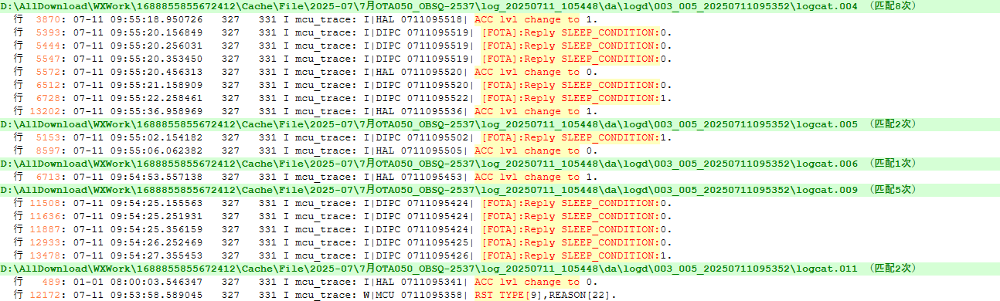 D:\AllDownload\WXWork\1688855855672412\Cache\File\2025-07\7月OTA050_OBSQ-2537\log_20250711_105448\da\logd\003_005_20250711095352\logcat.004 （匹配8次）
行 3870: 07-11 09:55:18.950726 327 331 I mcu_trace: I|HAL 0711095518| ACC lvl change to 1.
行 5393: 07-11 09:55:20.156849 327 331 I mcu_trace: I|DIPC 0711095519| [FOTA]:Reply SLEEP_CONDITION:0.
行 5444: 07-11 09:55:20.256031 327 331 I mcu_trace: I|DIPC 0711095519| [FOTA]:Reply SLEEP_CONDITION:0.
行 5547: 07-11 09:55:20.353450 327 331 I mcu_trace: I|DIPC 0711095519| [FOTA]:Reply SLEEP_CONDITION:0.
行 5572: 07-11 09:55:20.456313 327 331 I mcu_trace: I|HAL 0711095520| ACC lvl change to 0.
行 6512: 07-11 09:55:21.158909 327 331 I mcu_trace: I|DIPC 0711095520| [FOTA]:Reply SLEEP_CONDITION:0.
行 6728: 07-11 09:55:22.258461 327 331 I mcu_trace: I|DIPC 0711095522| [FOTA]:Reply SLEEP_CONDITION:1.
行 13202: 07-11 09:55:36.958969 327 331 I mcu_trace: I|HAL 0711095536| ACC lvl change to 1.
D:\AllDownload\WXWork\1688855855672412\Cache\File\2025-07\7月OTA050_OBSQ-2537\log_20250711_105448\da\logd\003_005_20250711095352\logcat.005 （匹配2次）
行 5153: 07-11 09:55:02.154182 327 331 I mcu_trace: I|DIPC 0711095502| [FOTA]:Reply SLEEP_CONDITION:1.
行 8597: 07-11 09:55:06.062382 327 331 I mcu_trace: I|HAL 0711095505| ACC lvl change to 0.
D:\AllDownload\WXWork\1688855855672412\Cache\File\2025-07\7月OTA050_OBSQ-2537\log_20250711_105448\da\logd\003_005_20250711095352\logcat.006 （匹配1次）
行 6713: 07-11 09:54:53.557138 327 331 I mcu_trace: I|HAL 0711095453| ACC lvl change to 1.
D:\AllDownload\WXWork\1688855855672412\Cache\File\2025-07\7月OTA050_OBSQ-2537\log_20250711_105448\da\logd\003_005_20250711095352\logcat.009 （匹配5次）
行 11508: 07-11 09:54:25.155563 327 331 I mcu_trace: I|DIPC 0711095424| [FOTA]:Reply SLEEP_CONDITION:0.
行 11636: 07-11 09:54:25.251931 327 331 I mcu_trace: I|DIPC 0711095424| [FOTA]:Reply SLEEP_CONDITION:0.
行 11887: 07-11 09:54:25.356159 327 331 I mcu_trace: I|DIPC 0711095424| [FOTA]:Reply SLEEP_CONDITION:0.
行 12933: 07-11 09:54:26.252469 327 331 I mcu_trace: I|DIPC 0711095425| [FOTA]:Reply SLEEP_CONDITION:0.
行 13478: 07-11 09:54:27.355453 327 331 I mcu_trace: I|DIPC 0711095426| [FOTA]:Reply SLEEP_CONDITION:1.
D:\AllDownload\WXWork\1688855855672412\Cache\File\2025-07\7月OTA050_OBSQ-2537\log_20250711_105448\da\logd\003_005_20250711095352\logcat.011 （匹配2次）
行 489: 01-01 08:00:03.546347 327 331 I mcu_trace: I|HAL 0711095341| ACC lvl change to 0.
行 12172: 07-11 09:53:58.589045 327 331 I mcu_trace: W|MCU 0711095358| RST TYPE[9],REASON[22].